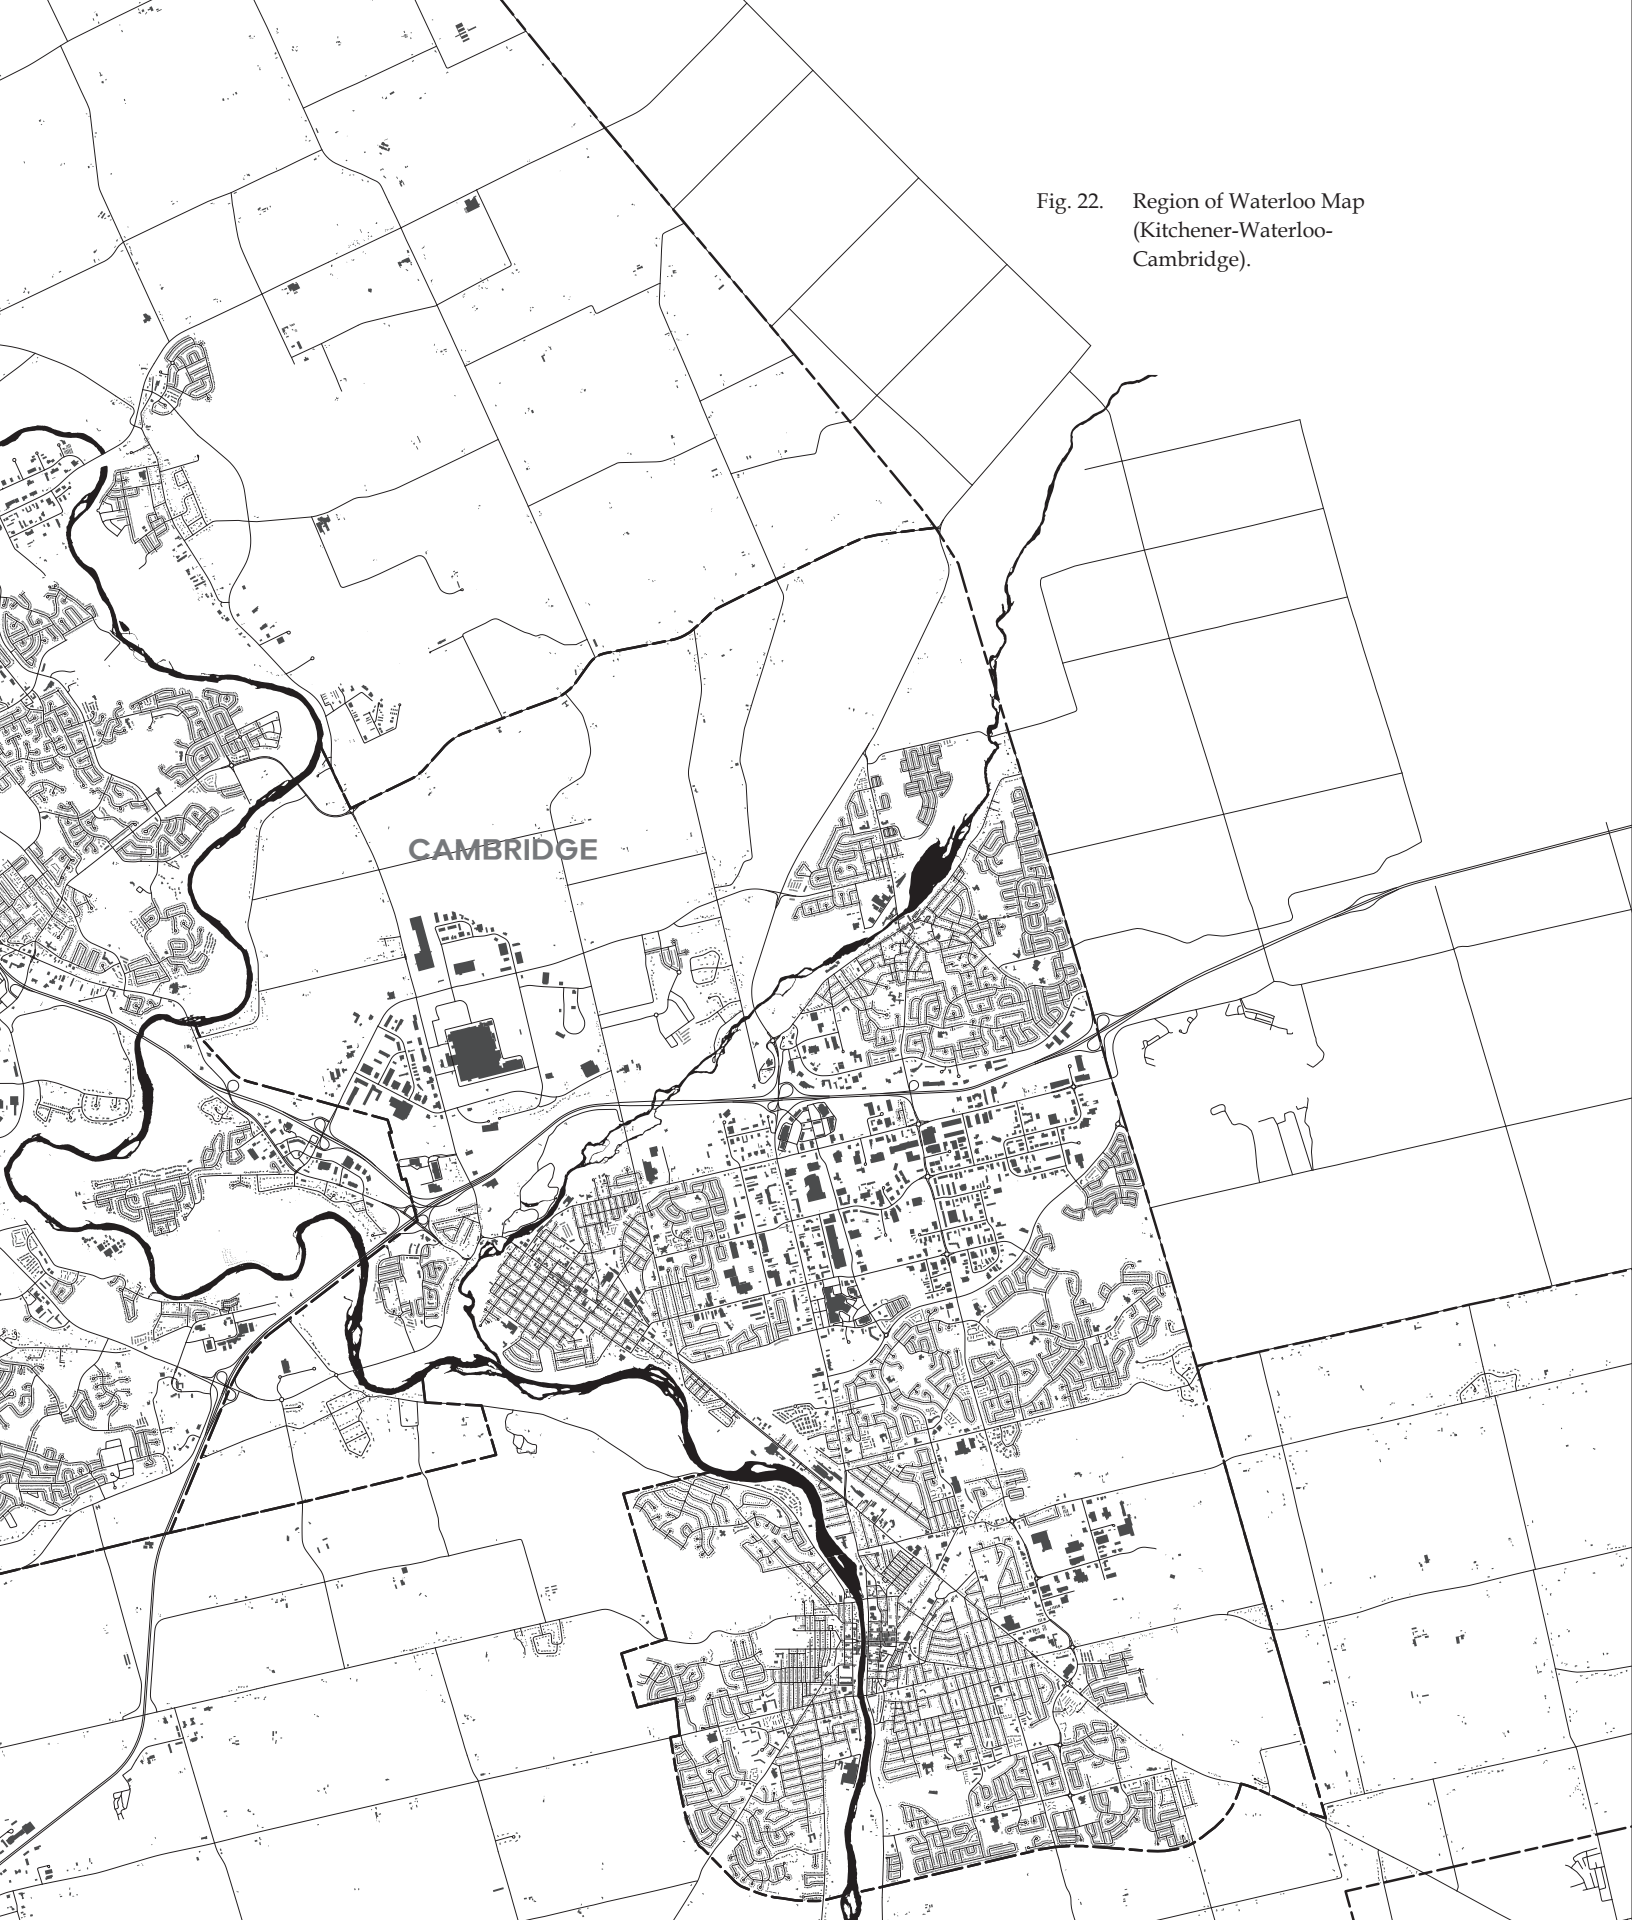 Fig. 22. Region of Waterloo Map
(Kitchener-Waterloo-
Cambridge).
CAMBRIDGE